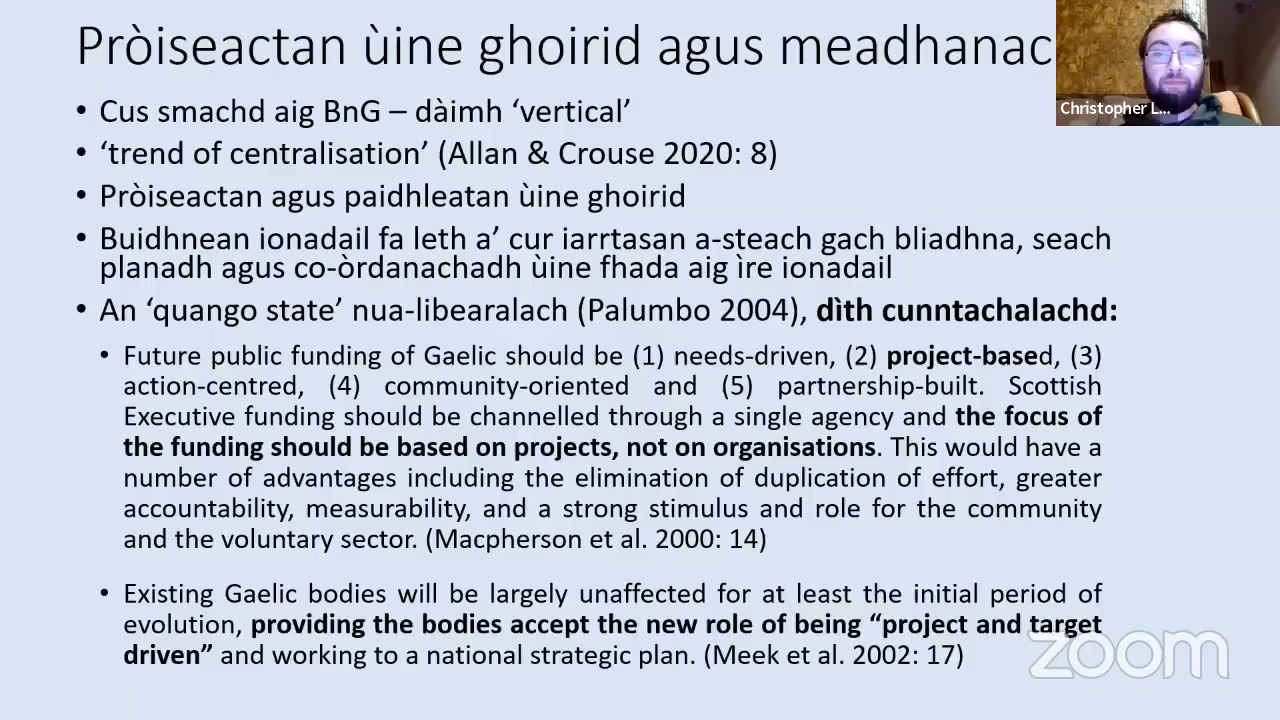 Pròiseactan ùine ghoirid agus meadhanac
Christopher L...
• Cus smachd aig BnG – dàimh ‘vertical’
• ‘trend of centralisation’ (Allan & Crouse 2020: 8)
• Pròiseactan agus paidhleatan ùine ghoirid
• Buidhnean ionadail fa leth a’ cur iarrtasan a-steach gach bliadhna, seach
planadh agus co-òrdanachadh ùine fhada aig ìre ionadail
• An ‘quango state’ nua-libearalach (Palumbo 2004), dìth cunntachalachd:
• Future public funding of Gaelic should be (1) needs-driven, (2) project-based, (3)
action-centred, (4) community-oriented and (5) partnership-built. Scottish
Executive funding should be channelled through a single agency and the focus of
the funding should be based on projects, not on organisations. This would have a
number of advantages including the elimination of duplication of effort, greater
accountability, measurability, and a strong stimulus and role for the community
and the voluntary sector. (Macpherson et al. 2000: 14)
• Existing Gaelic bodies will be largely unaffected for at least the initial period of
evolution, providing the bodies accept the new role of being “project and target
driven” and working to a national strategic plan. (Meek et al. 2002: 17)
zoom